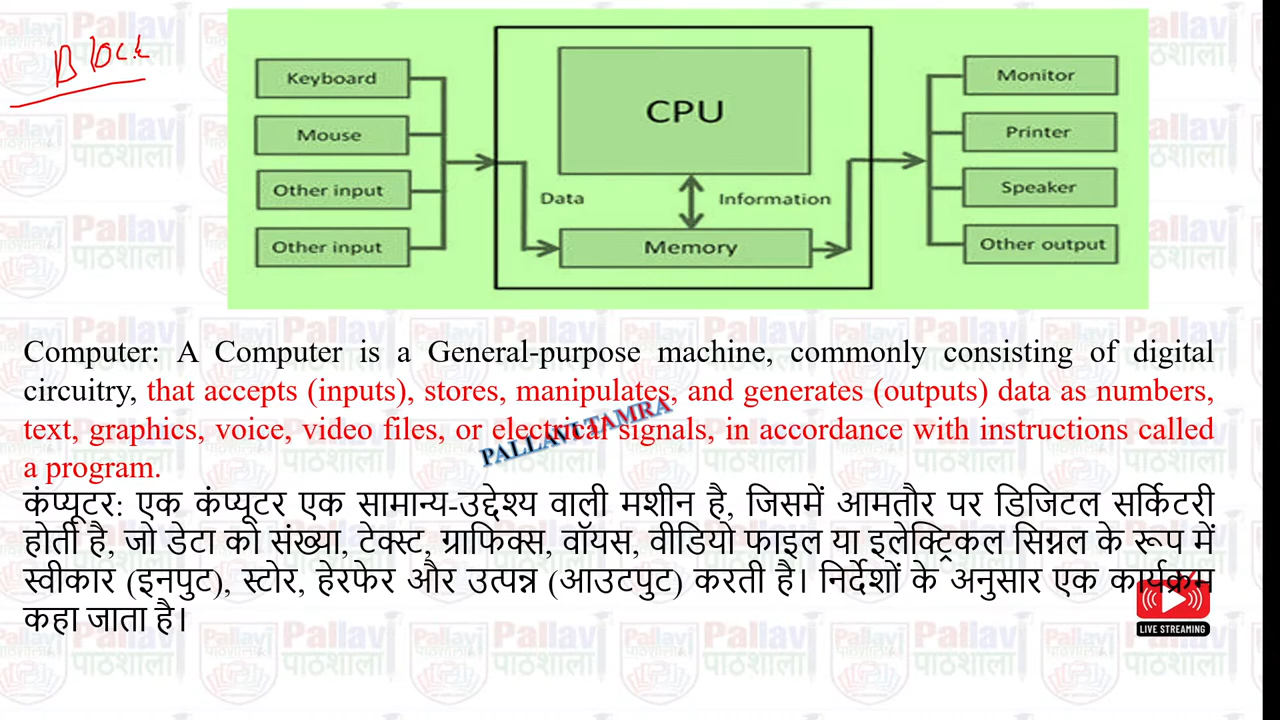 Block
Keyboard
Mouse
Other input
Other input
CPU
Data
Information
Memory
Monitor
Printer
Speaker
Other output
Computer: A Computer is a General-purpose machine, commonly consisting of digital
circuitry, that accepts (inputs), stores, manipulates, and generates (outputs) data as numbers,
text, graphics, voice, video files, or electrical signals, in accordance with instructions called
a program.
PALLAVI TAMRA
कंप्यूटर: एक कंप्यूटर एक सामान्य-उद्देश्य वाली मशीन है, जिसमें आमतौर पर डिजिटल सर्किटरी
होती है, जो डेटा को संख्या, टेक्स्ट, ग्राफिक्स, वॉयस, वीडियो फाइल या इलेक्ट्रिकल सिग्नल के रूप में
स्वीकार (इनपुट), स्टोर, हेरफेर और उत्पन्न (आउटपुट) करती है। निर्देशों के अनुसार एक कार्यक्रम
कहा जाता है।
LIVE STREAMING
Pallavi
पाठशाला